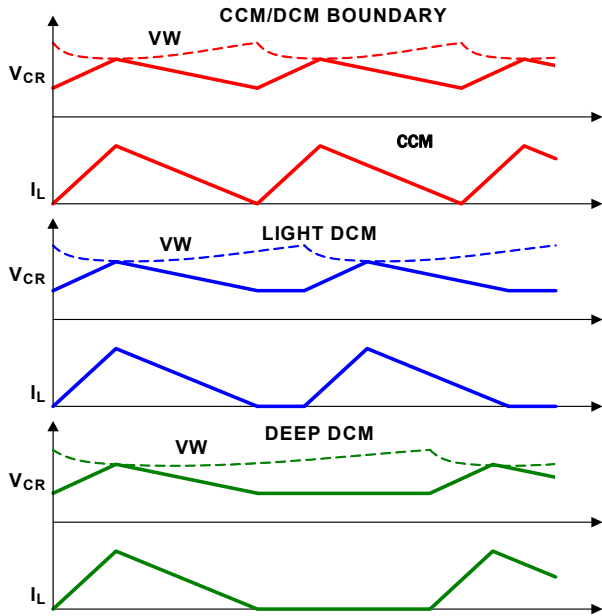 CCM/DCM BOUNDARY
VW
VCR
CCM
IL
LIGHT DCM
VW
VCR
IL
DEEP DCM
VW
VCR
IL